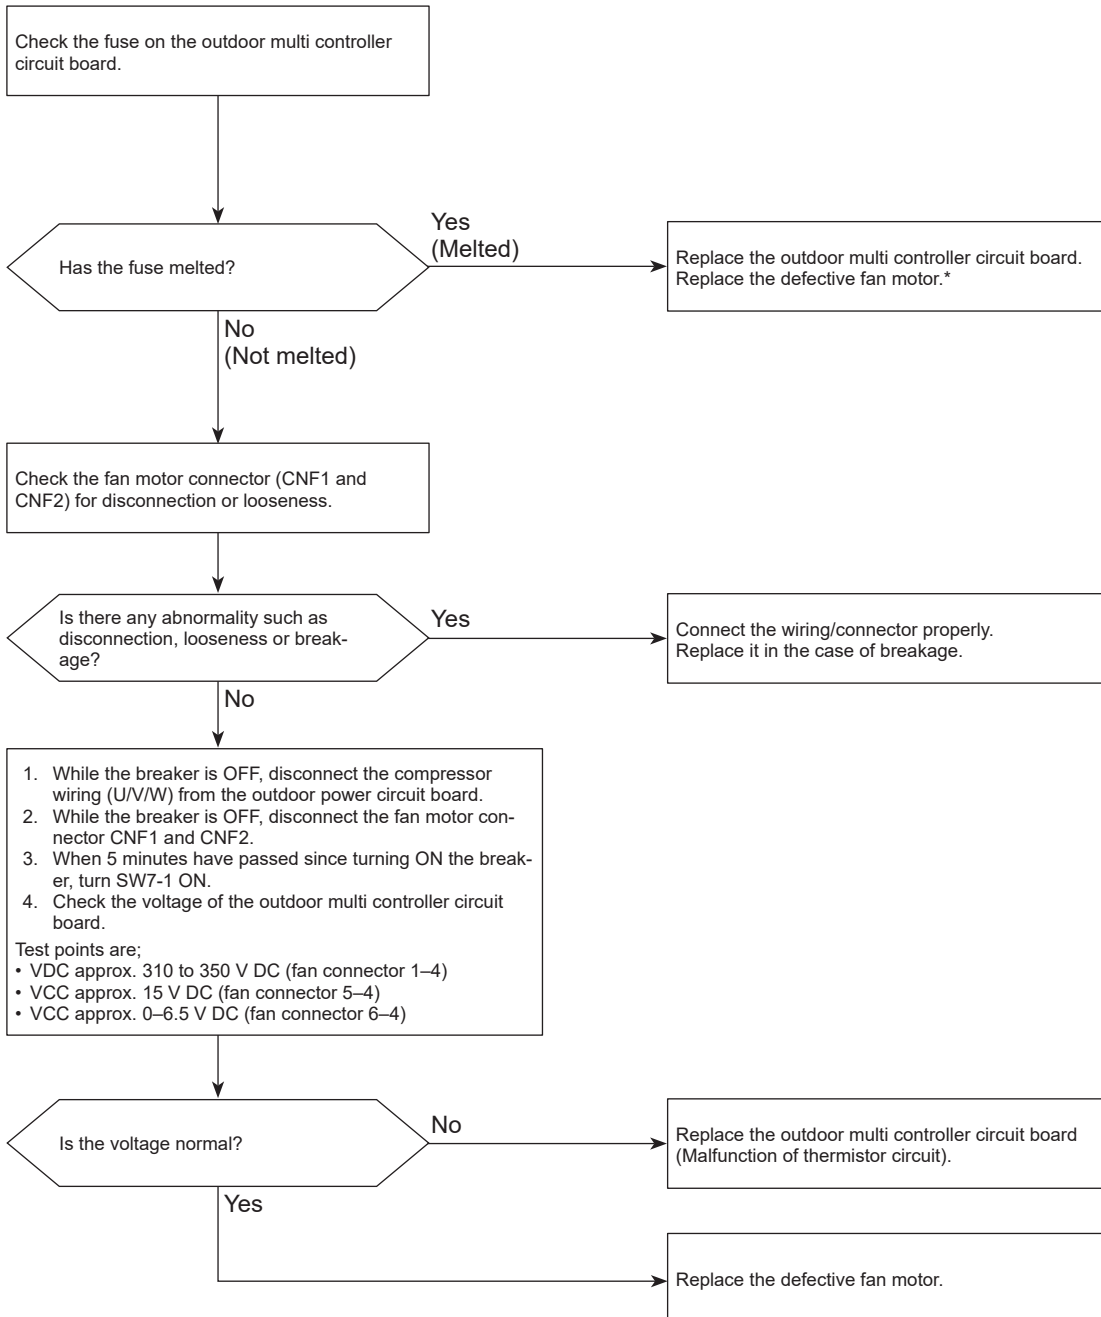 Check the fuse on the outdoor multi controller
circuit board.
Has the fuse melted?
Yes
(Melted)
Replace the outdoor multi controller circuit board.
Replace the defective fan motor.*
No
(Not melted)
Check the fan motor connector (CNF1 and
CNF2) for disconnection or looseness.
Is there any abnormality such as
disconnection, looseness or break-
age?
Yes
Connect the wiring/connector properly.
Replace it in the case of breakage.
No
1. While the breaker is OFF, disconnect the compressor
wiring (U/V/W) from the outdoor power circuit board.
2. While the breaker is OFF, disconnect the fan motor con-
nector CNF1 and CNF2.
3. When 5 minutes have passed since turning ON the break-
er, turn SW7-1 ON.
4. Check the voltage of the outdoor multi controller circuit
board.
Test points are;
• VDC approx. 310 to 350 V DC (fan connector 1–4)
• VCC approx. 15 V DC (fan connector 5–4)
• VCC approx. 0–6.5 V DC (fan connector 6–4)
Is the voltage normal?
No
Replace the outdoor multi controller circuit board
(Malfunction of thermistor circuit).
Yes
Replace the defective fan motor.